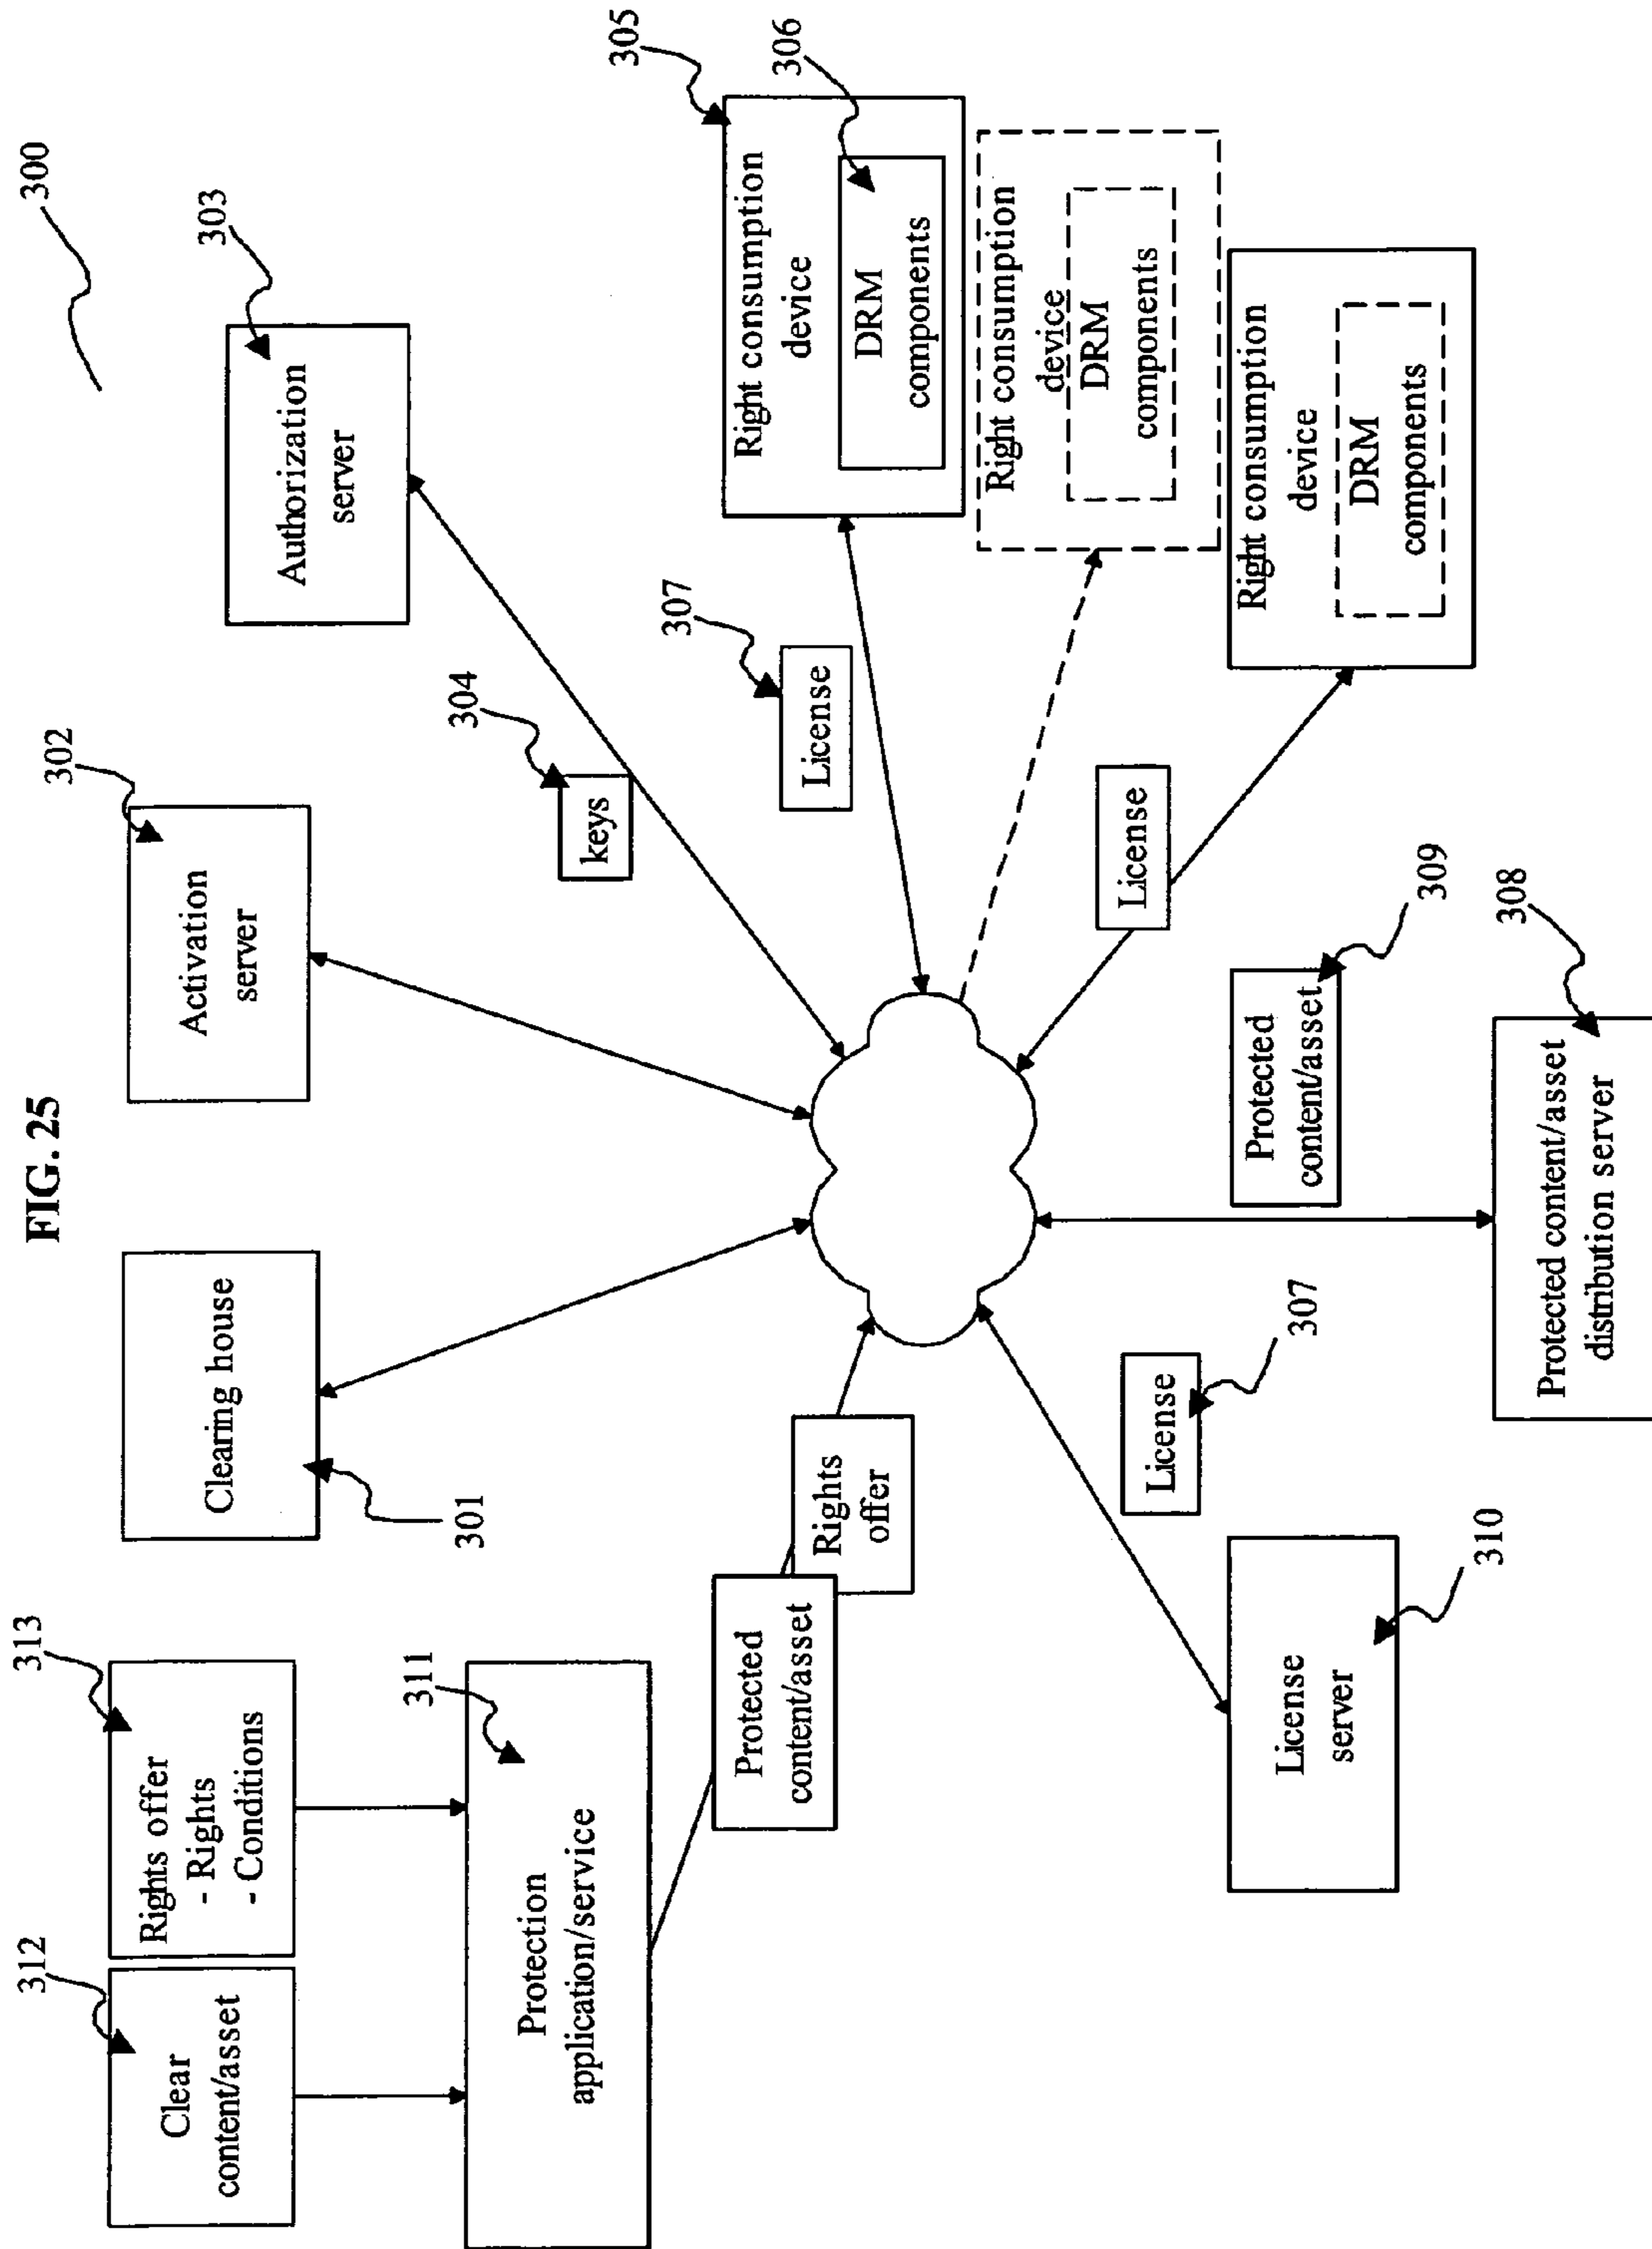 FIG. 25
300
312
Clear
content/asset
313
Rights offer
- Rights
- Conditions
311
Protection
application/service
Protected
content/asset
Rights
offer
Clearing house
301
302
Activation
server
303
Authorization
server
304
keys
305
Right consumption
device
306
DRM
components
307
License
Right consumption
device
DRM
components
Right consumption
device
DRM
components
License
309
Protected
content/asset
308
Protected content/asset
distribution server
307
License
310
License
server